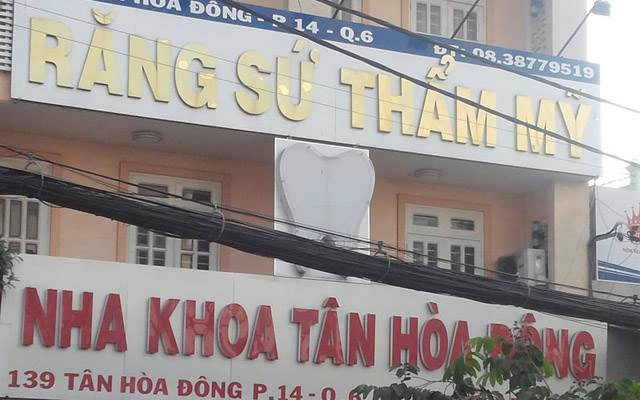 HÒA ĐÔNG - P.14 - Q.6
ĐT: 08.38779519
RĂNG SỨ THẨM MỸ
NHA KHOA TÂN HÒA ĐÔNG
139 TÂN HÒA ĐÔNG P.14-Q.6